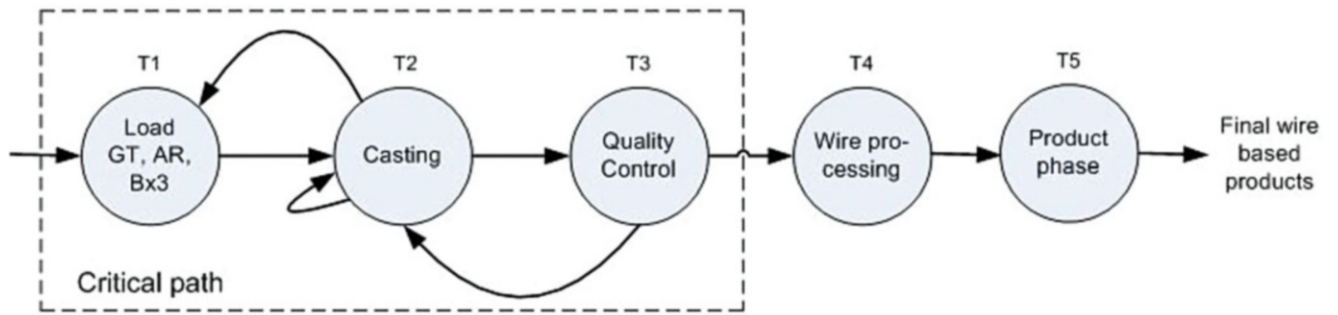 T1
T2
T3
T4
T5
Load
GT, AR,
Bx3
Casting
Quality
Control
Wire pro-
cessing
Product
phase
Final wire
based
products
Critical path